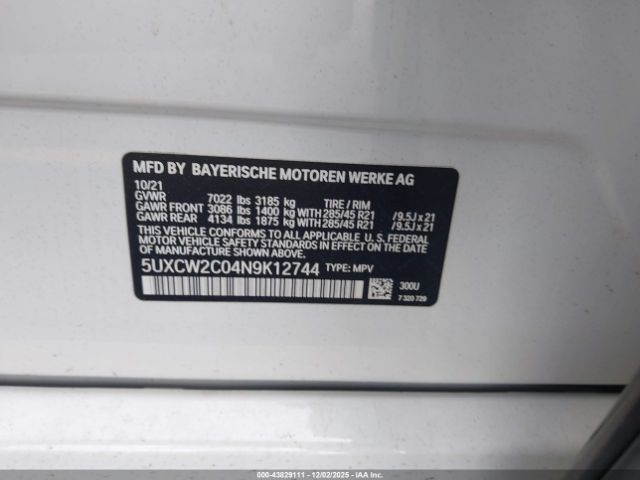 MFD BY BAYERISCHE MOTOREN WERKE AG
10/21
GVWR 7022 lbs 3185 kg TIRE / RIM
GAWR FRONT 3086 lbs 1400 kg WITH 285/45 R21 /9.5J x 21
GAWR REAR 4134 lbs 1875 kg WITH 285/45 R21 /9.5J x 21
THIS VEHICLE CONFORMS TO ALL APPLICABLE U. S. FEDERAL
MOTOR VEHICLE SAFETY STANDARDS IN EFFECT ON THE
DATE OF MANUFACTURE SHOWN ABOVE.
5UXCW2C04N9K12744 TYPE: MPV
300U
7 320 729
000-43829111 - 12/02/2025 - IAAI.COM